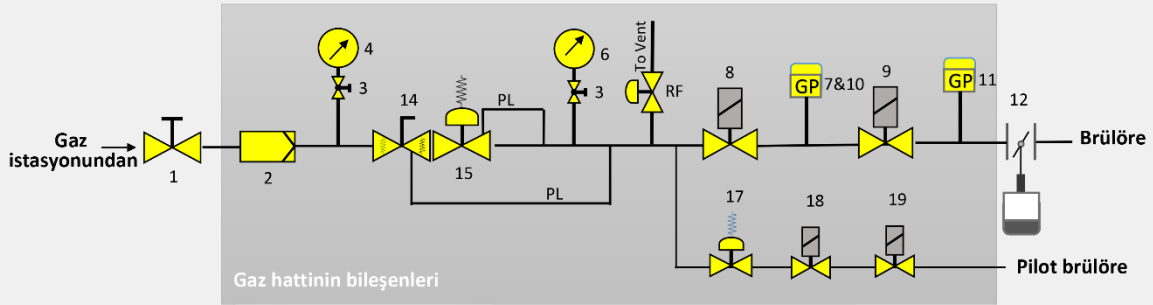 To Vent
4
6
8
9
GP
7&10
GP
11
12
3
3
RF
14
PL
Gaz
istasyonundan
Brülöre
1
2
15
PL
17
18
19
Gaz hattinin bileşenleri
Pilot brülöre